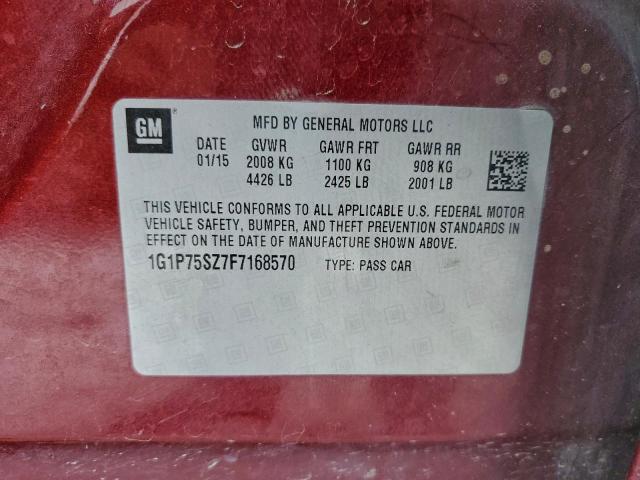 GM
MFD BY GENERAL MOTORS LLC
DATE GVWR GAWR FRT GAWR RR
01/15 2008 KG 1100 KG 908 KG
4426 LB 2425 LB 2001 LB
THIS VEHICLE CONFORMS TO ALL APPLICABLE U.S. FEDERAL MOTOR
VEHICLE SAFETY, BUMPER, AND THEFT PREVENTION STANDARDS IN
EFFECT ON THE DATE OF MANUFACTURE SHOWN ABOVE.
1G1P75SZ7F7168570 TYPE: PASS CAR